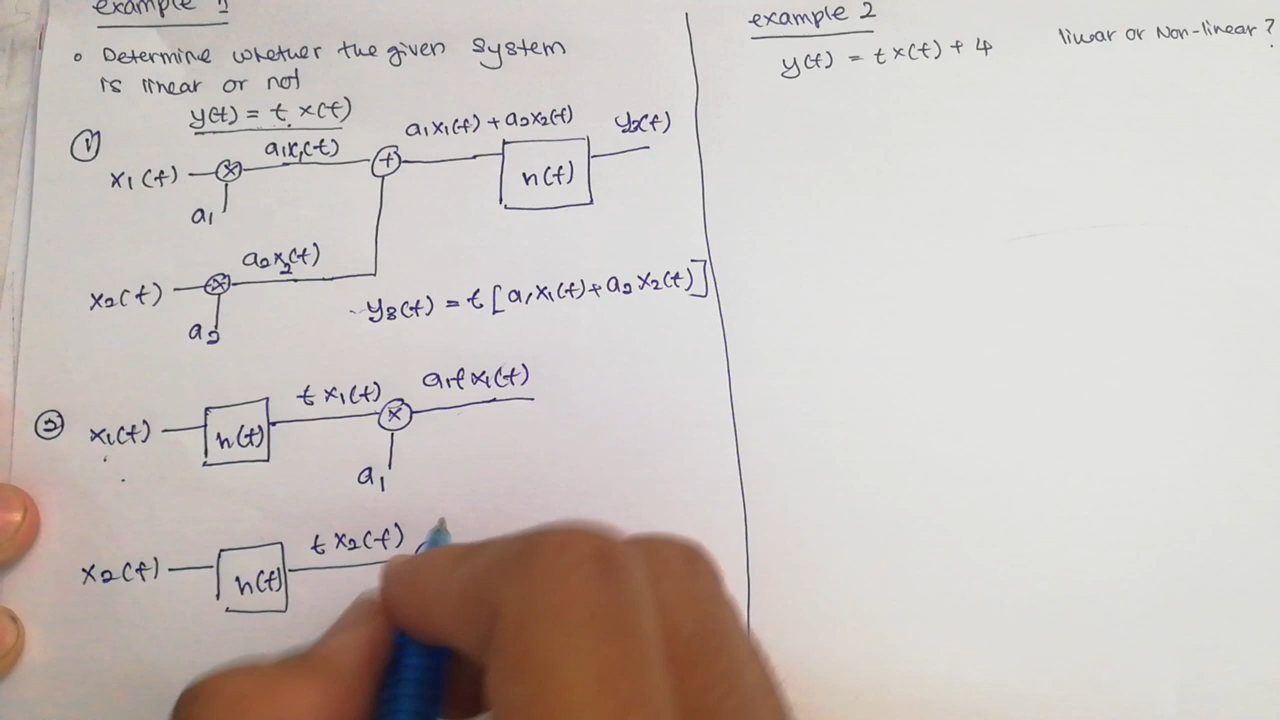 example 1
• Determine whether the given system
is linear or not
y(t) = t. x(t)
1
x1(t)
a1x1(t)
a1
a1x1(t) + a2x2(t)
h(t)
y3(t)
x2(t)
a2x2(t)
a2
y3(t) = t [a1x1(t) + a2x2(t)]
2
x1(t)
h(t)
t x1(t)
a1t x1(t)
a1
x2(t)
h(t)
t x2(t)
example 2
y(t) = t x(t) + 4
linear or Non-linear?